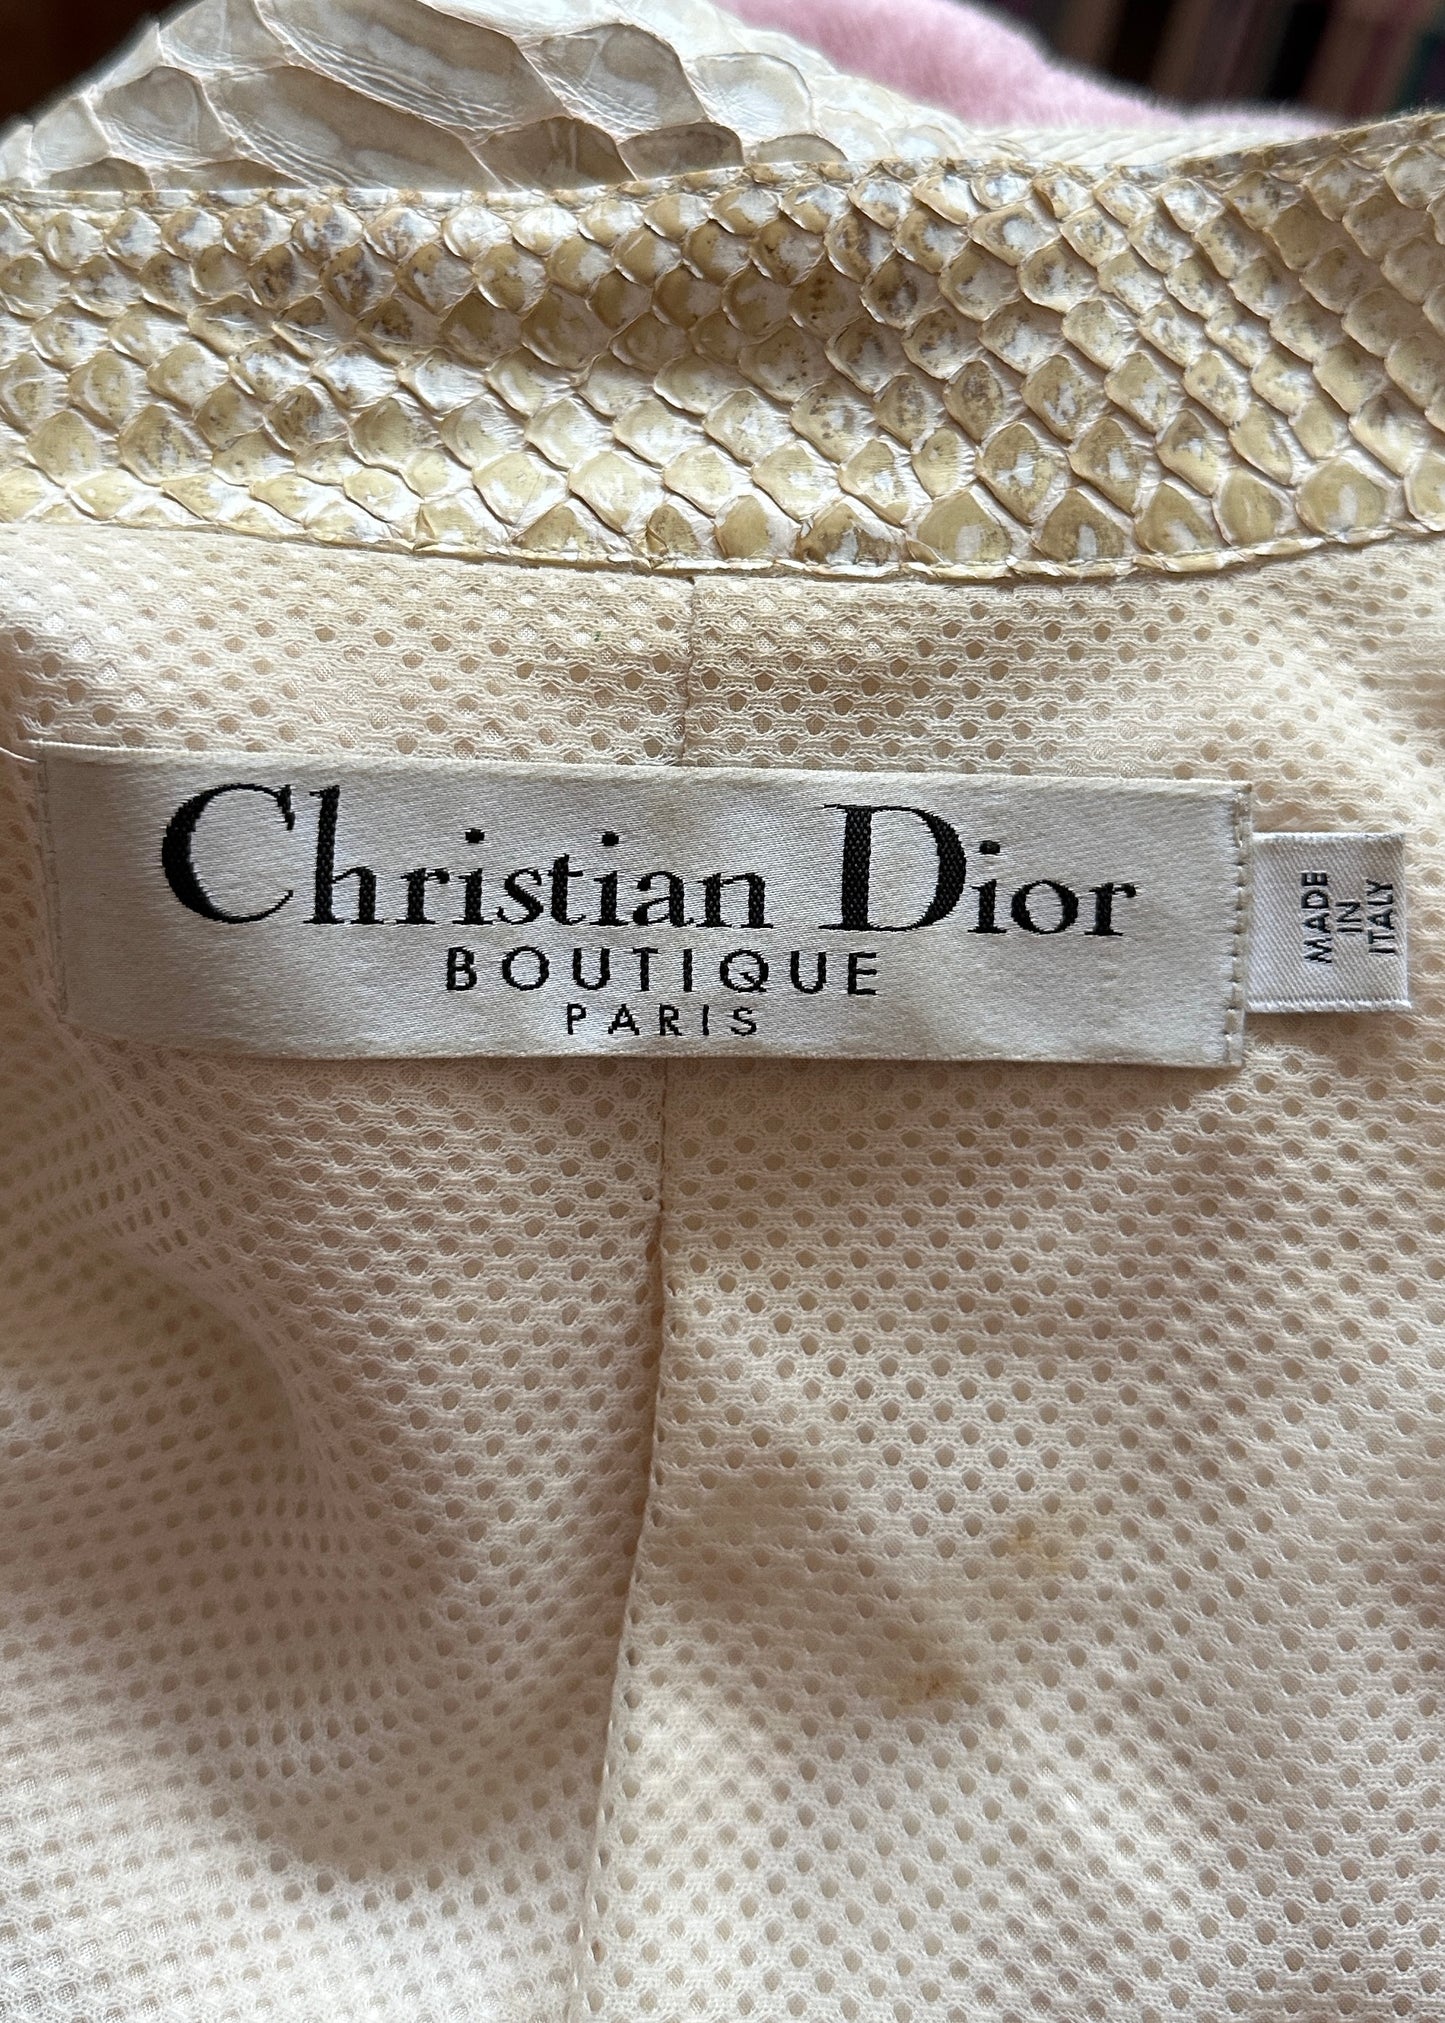 Christian Dior
BOUTIQUE
PARIS
MADE
IN
ITALY